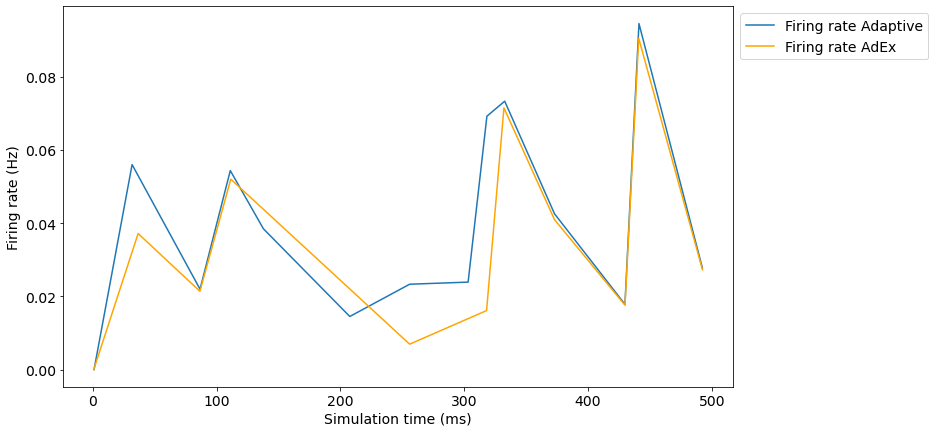 Firing rate Adaptive
Firing rate AdEx
Firing rate (Hz)
0.08
0.06
0.04
0.02
0.00
0 100 200 300 400 500
Simulation time (ms)